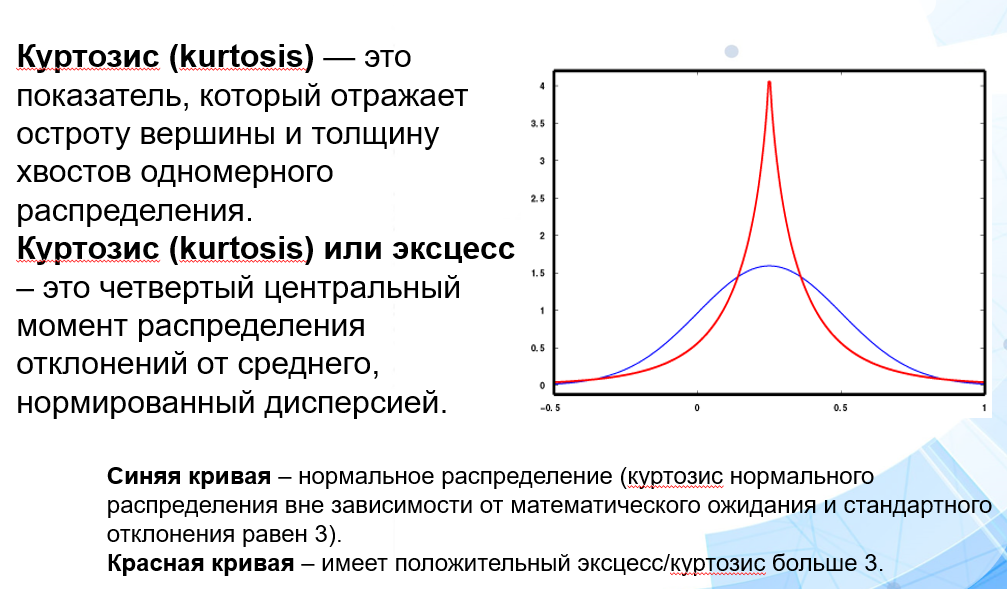 Куртозис (kurtosis) — это
показатель, который отражает
остроту вершины и толщину
хвостов одномерного
распределения.
Куртозис (kurtosis) или эксцесс
– это четвертый центральный
момент распределения
отклонений от среднего,
нормированный дисперсией.
4
3.5
3
2.5
2
1.5
1
0.5
0
−0.5 0 0.5 1
Синяя кривая – нормальное распределение (куртозис нормального
распределения вне зависимости от математического ожидания и стандартного
отклонения равен 3).
Красная кривая – имеет положительный эксцесс/куртозис больше 3.